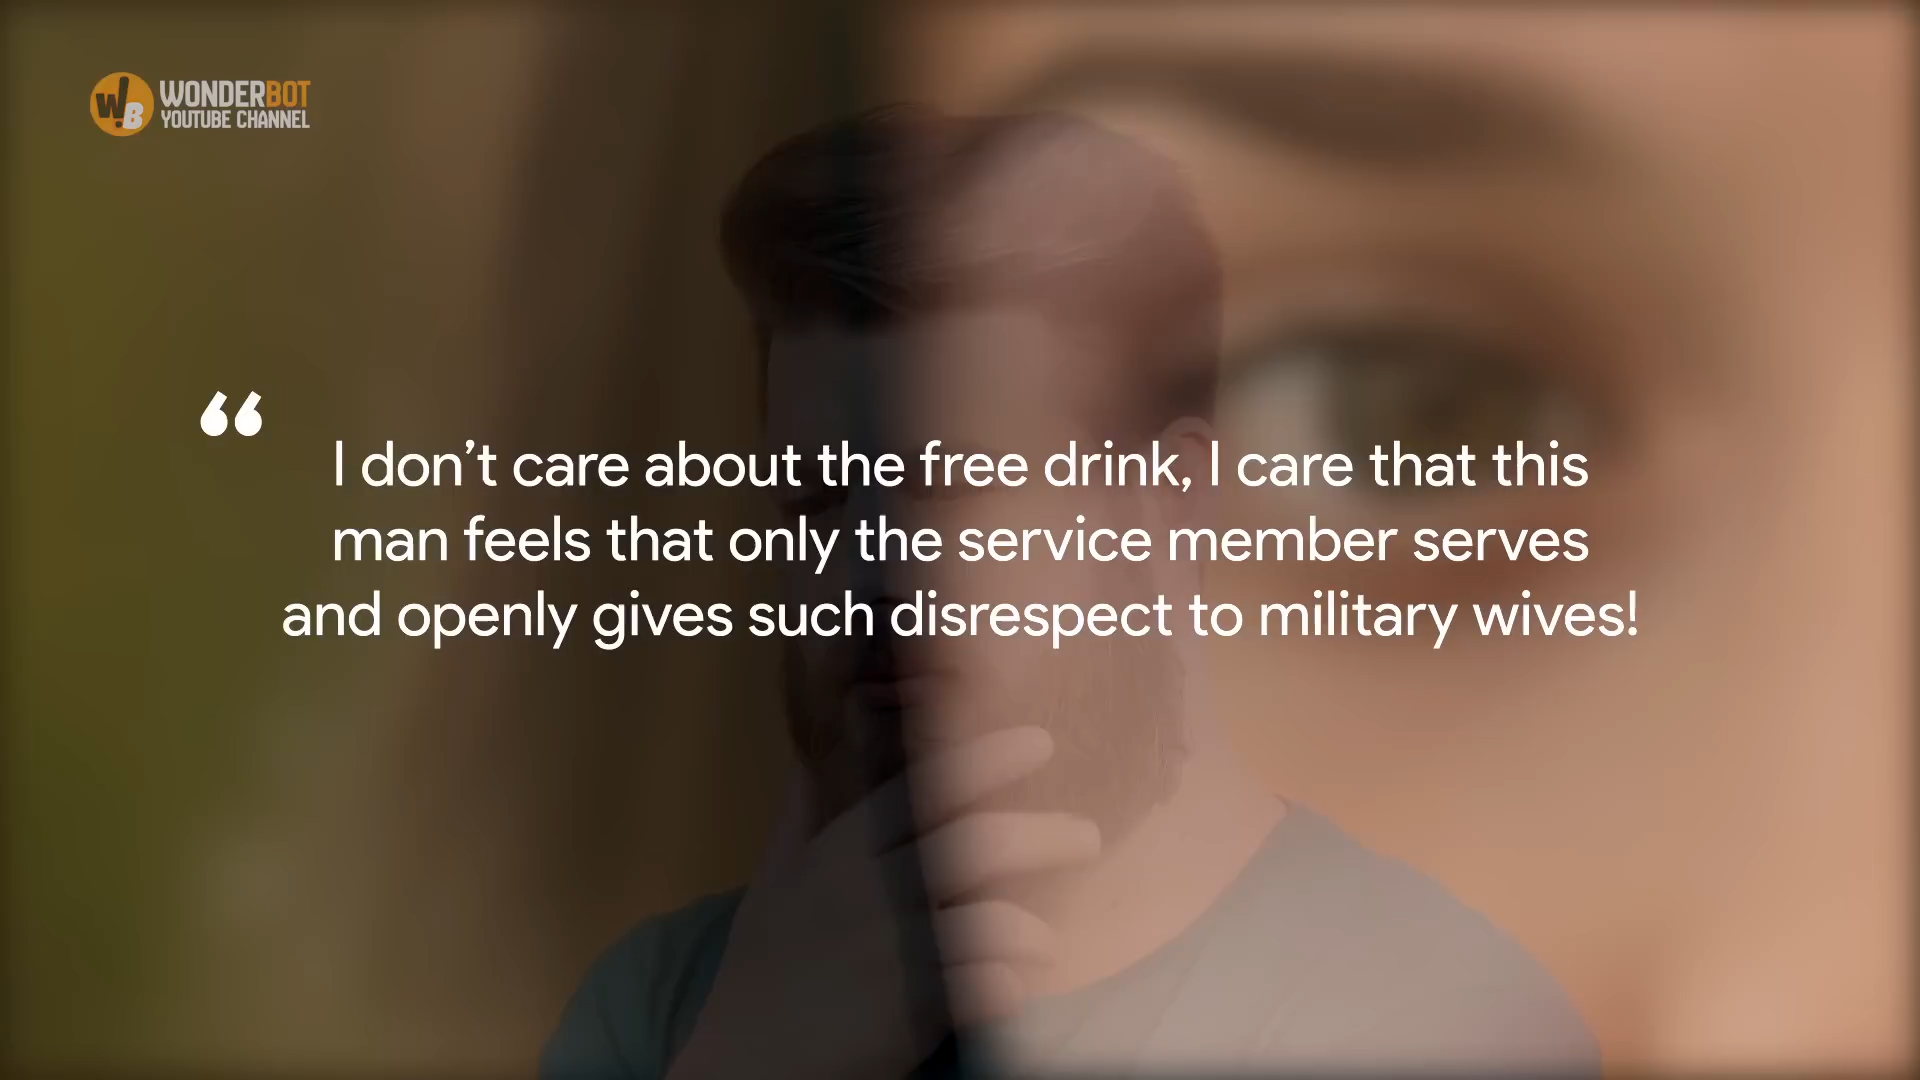 WONDERBOT
YOUTUBE CHANNEL
“
I don’t care about the free drink, I care that this
man feels that only the service member serves
and openly gives such disrespect to military wives!